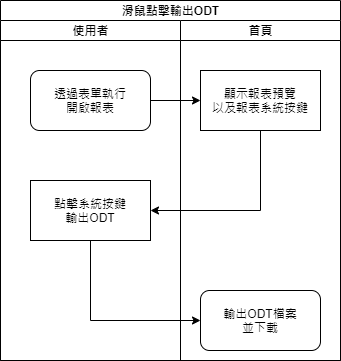 滑鼠點擊輸出ODT
使用者
首頁
透過表單執行
開啟報表
顯示報表預覽
以及報表系統按鍵
點擊系統按鍵
輸出ODT
輸出ODT檔案
並下載